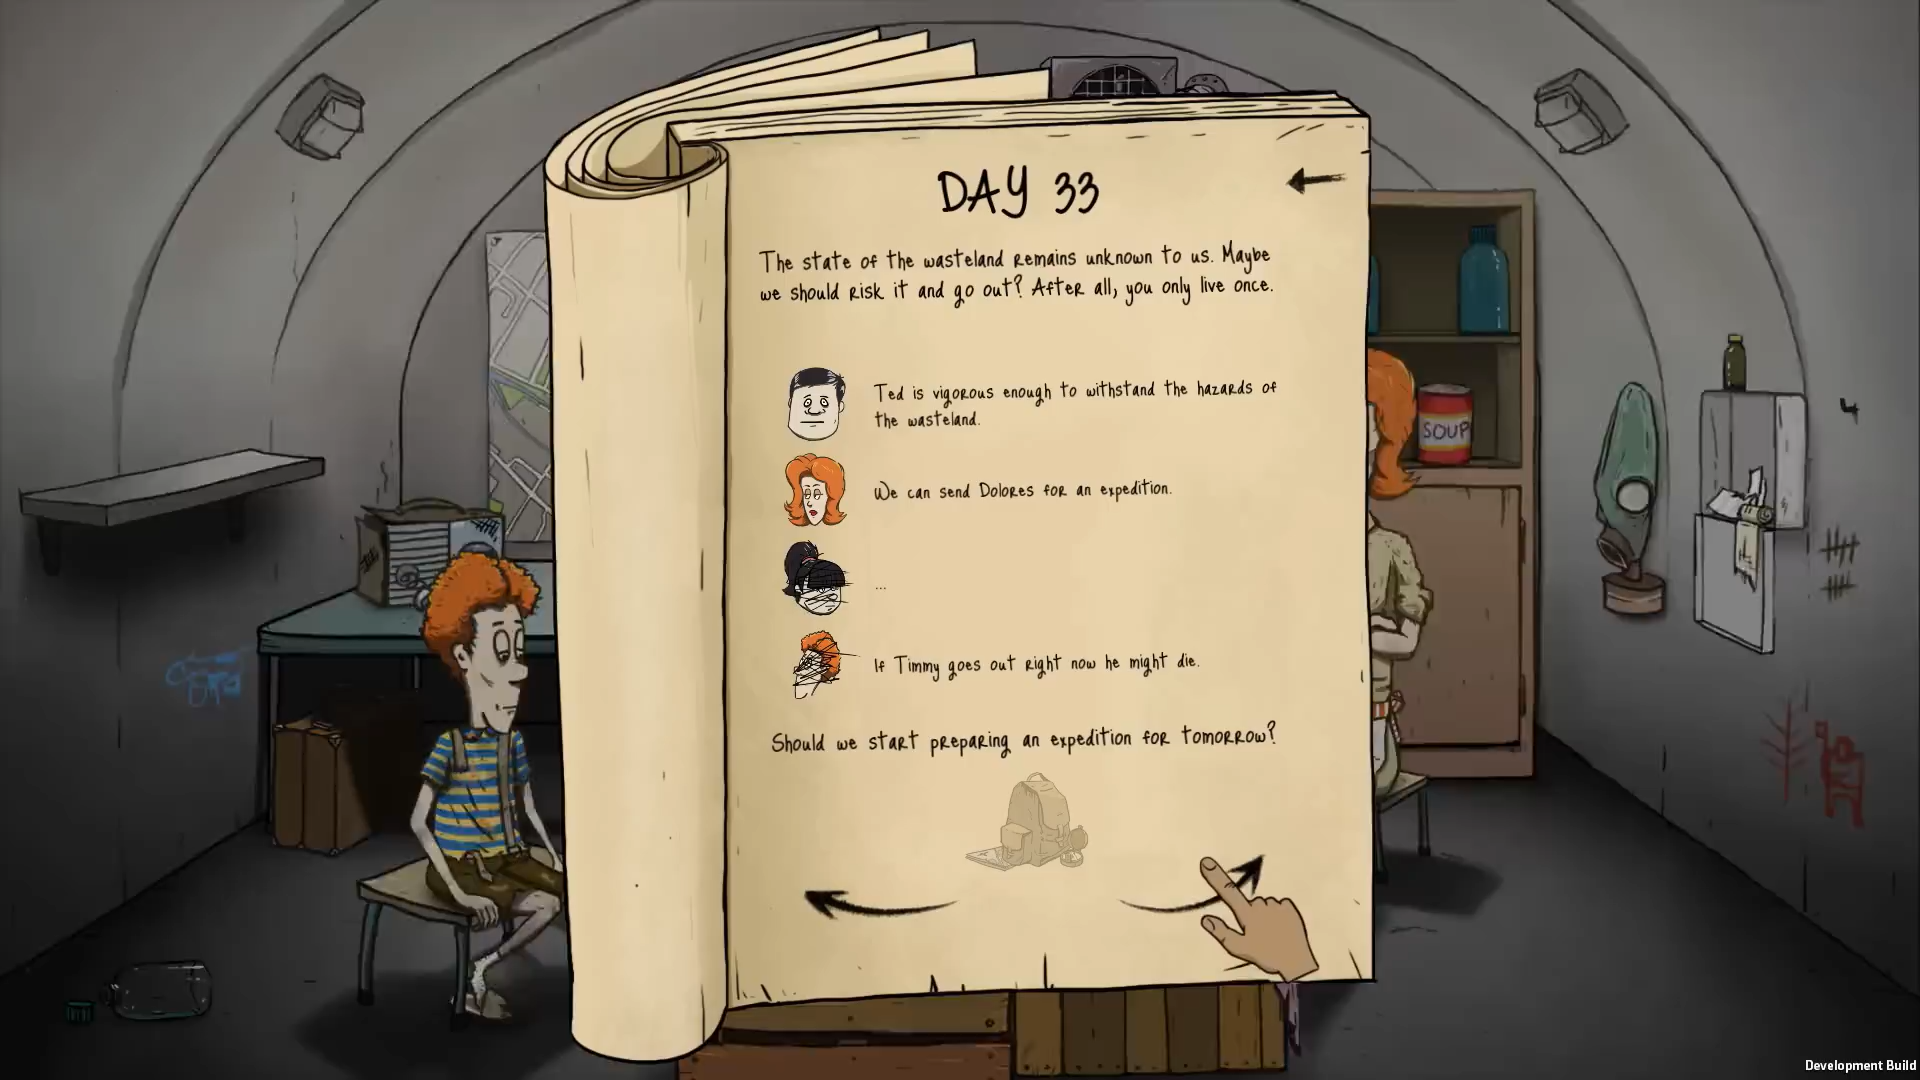 DAY 33
The state of the wasteland remains unknown to us. Maybe
we should risk it and go out? After all, you only live once.
Ted is vigorous enough to withstand the hazards of
the wasteland.
We can send Dolores for an expedition.
...
If Timmy goes out right now he might die.
Should we start preparing an expedition for tomorrow?
SOUP
Development Build